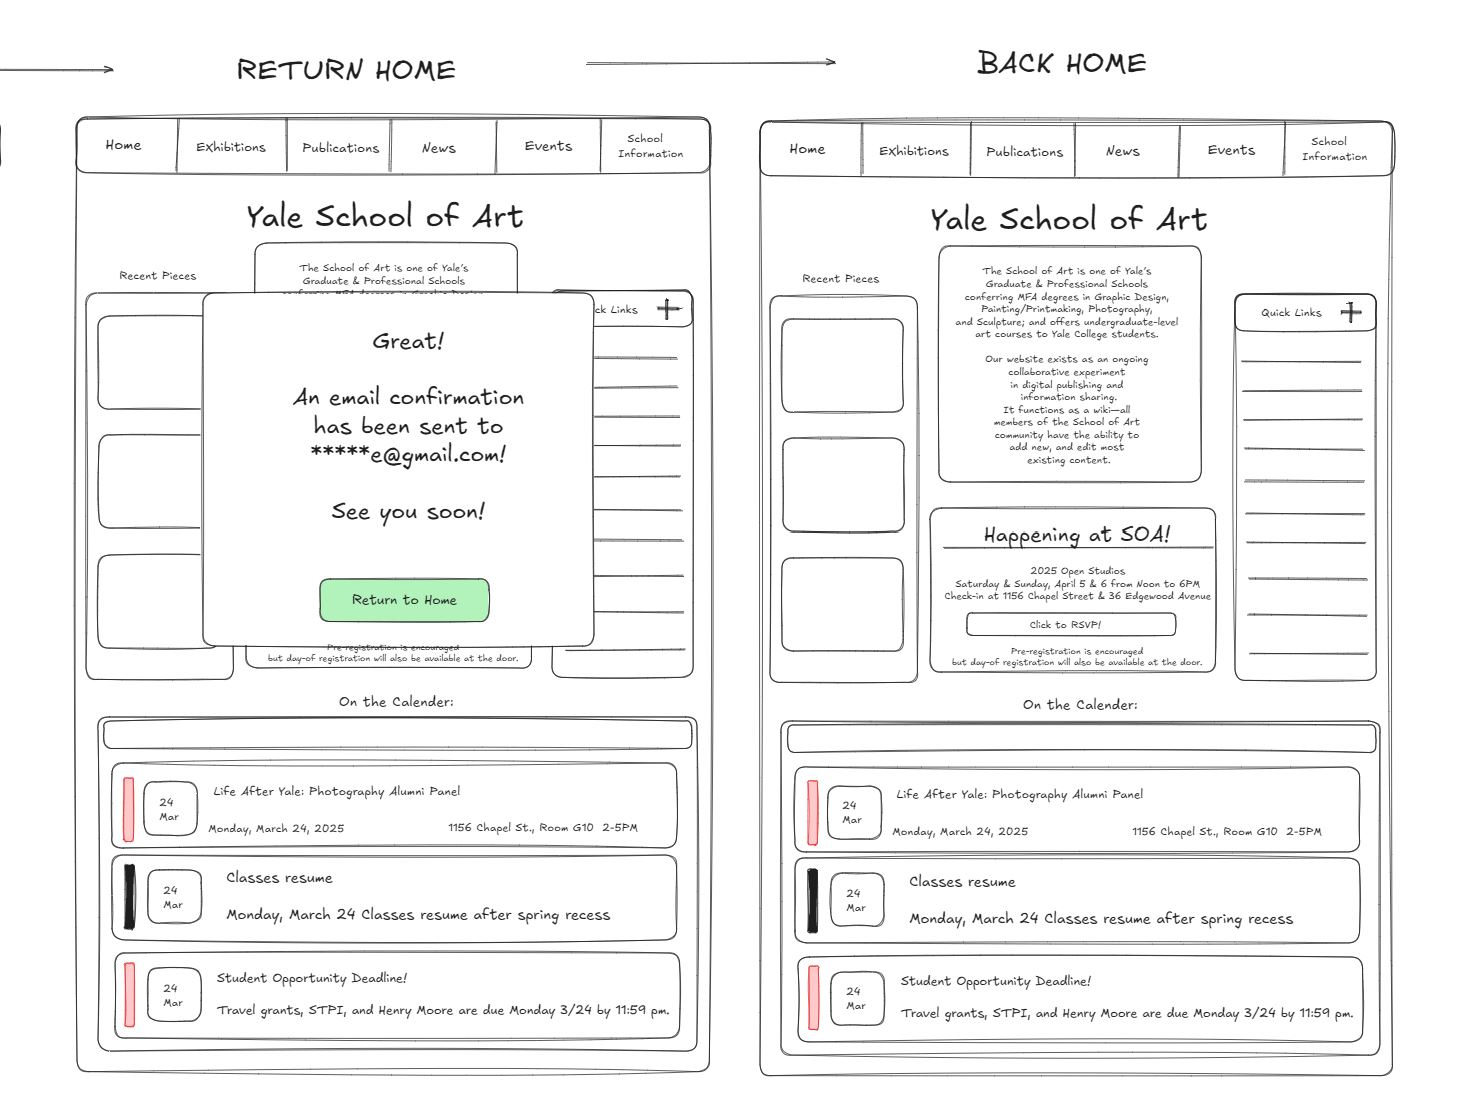 RETURN HOME
Home
Exhibitions
Publications
News
Events
School
Information
Yale School of Art
The School of Art is one of Yale's
Graduate & Professional Schools
conferring MFA degrees in Graphic Design,
Recent Pieces
ck Links
Great!
An email confirmation
has been sent to
*****e@gmail.com!
See you soon!
Return to Home
Pre-registration is encouraged
but day-of registration will also be available at the door.
On the Calender:
24
Mar
Life After Yale: Photography Alumni Panel
Monday, March 24, 2025
1156 Chapel St., Room G10 2-5PM
24
Mar
Classes resume
Monday, March 24 Classes resume after spring recess
24
Mar
Student Opportunity Deadline!
Travel grants, STPI, and Henry Moore are due Monday 3/24 by 11:59 pm.
BACK HOME
Home
Exhibitions
Publications
News
Events
School
Information
Yale School of Art
Recent Pieces
The School of Art is one of Yale's
Graduate & Professional Schools
conferring MFA degrees in Graphic Design,
Painting/Printmaking, Photography,
and Sculpture; and offers undergraduate-level
art courses to Yale College students.
Our website exists as an ongoing
collaborative experiment
in digital publishing and
information sharing.
It functions as a wiki—all
members of the School of Art
community have the ability to
add new, and edit most
existing content.
Quick Links
Happening at SOA!
2025 Open Studios
Saturday & Sunday, April 5 & 6 from Noon to 6PM
Check-in at 1156 Chapel Street & 36 Edgewood Avenue
Click to RSVP!
Pre-registration is encouraged
but day-of registration will also be available at the door.
On the Calender:
24
Mar
Life After Yale: Photography Alumni Panel
Monday, March 24, 2025
1156 Chapel St., Room G10 2-5PM
24
Mar
Classes resume
Monday, March 24 Classes resume after spring recess
24
Mar
Student Opportunity Deadline!
Travel grants, STPI, and Henry Moore are due Monday 3/24 by 11:59 pm.